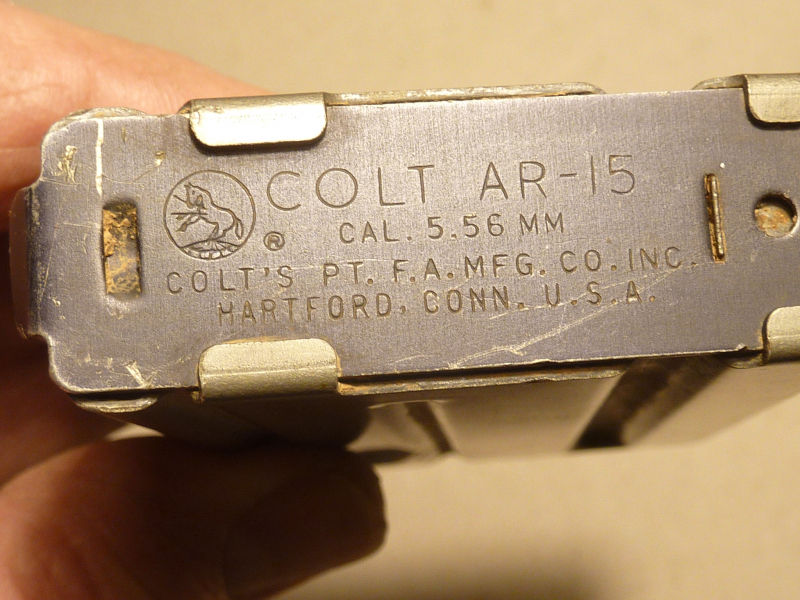 COLT AR-15
CAL. 5.56 MM
®
COLT'S PT. F.A. MFG. CO. INC.
HARTFORD, CONN. U.S.A.